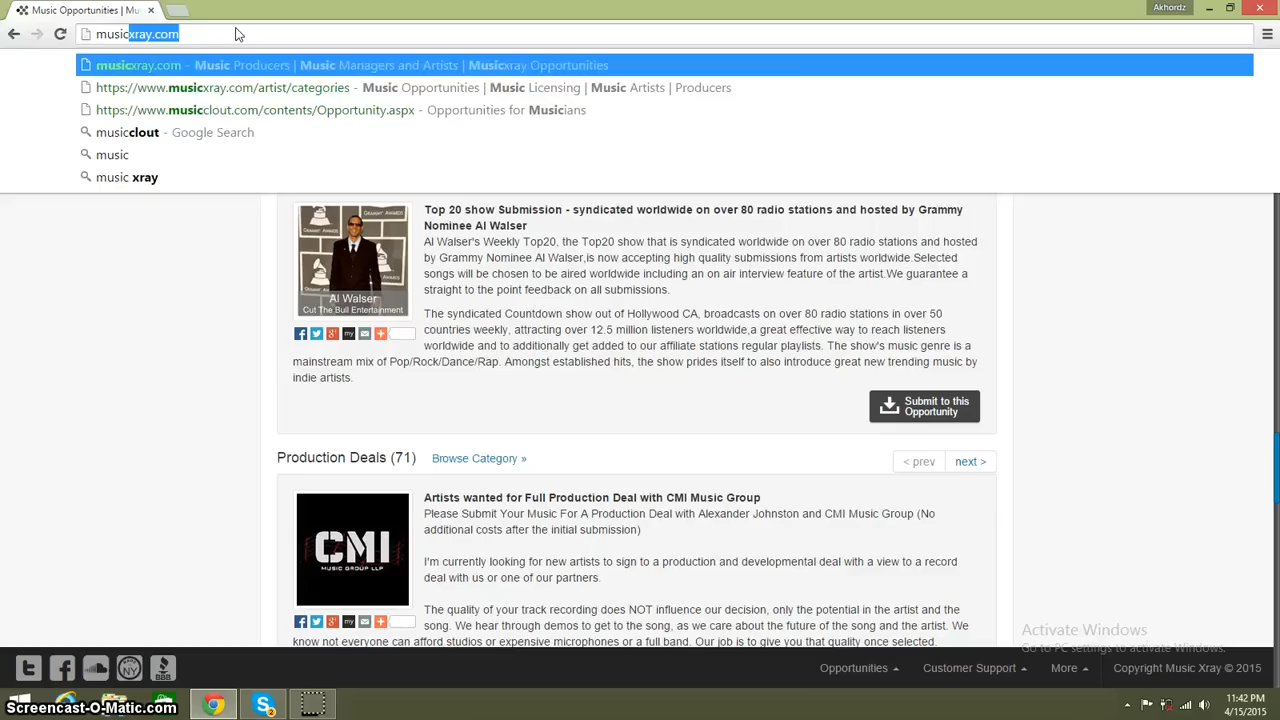 Music Opportunities | Mu
Akhordz
musicxray.com
musicxray.com - Music Producers | Music Managers and Artists | Musicxray Opportunities
https://www.musicxray.com/artist/categories - Music Opportunities | Music Licensing | Music Artists | Producers
https://www.musicclout.com/contents/Opportunity.aspx - Opportunities for Musicians
musicclout - Google Search
music
music xray
Top 20 show Submission - syndicated worldwide on over 80 radio stations and hosted by Grammy
Nominee Al Walser
Al Walser's Weekly Top20, the Top20 show that is syndicated worldwide on over 80 radio stations and hosted
by Grammy Nominee Al Walser,is now accepting high quality submissions from artists worldwide.Selected
songs will be chosen to be aired worldwide including an on air interview feature of the artist.We guarantee a
straight to the point feedback on all submissions.
GRAMMY AWARDS
Al Walser
Cut The Bull Entertainment
The syndicated Countdown show out of Hollywood CA, broadcasts on over 80 radio stations in over 50
countries weekly, attracting over 12.5 million listeners worldwide,a great effective way to reach listeners
worldwide and to additionally get added to our affiliate stations regular playlists. The show's music genre is a
mainstream mix of Pop/Rock/Dance/Rap. Amongst established hits, the show prides itself to also introduce great new trending music by
indie artists.
Submit to this
Opportunity
Production Deals (71) Browse Category »
< prev next >
Artists wanted for Full Production Deal with CMI Music Group
Please Submit Your Music For A Production Deal with Alexander Johnston and CMI Music Group (No
additional costs after the initial submission)
CMI
MUSIC GROUP LLP
I'm currently looking for new artists to sign to a production and developmental deal with a view to a record
deal with us or one of our partners.
The quality of your track recording does NOT influence our decision, only the potential in the artist and the
song. We hear through demos to get to the song, as we care about the future of the song and the artist. We
know not everyone can afford studios or expensive microphones or a full band. Our job is to give you that quality once selected.
Activate Windows
Go to PC settings to activate Windows.
NY
BBB
Opportunities Customer Support More Copyright Music Xray © 2015
Screencast-O-Matic.com
11:42 PM
4/15/2015